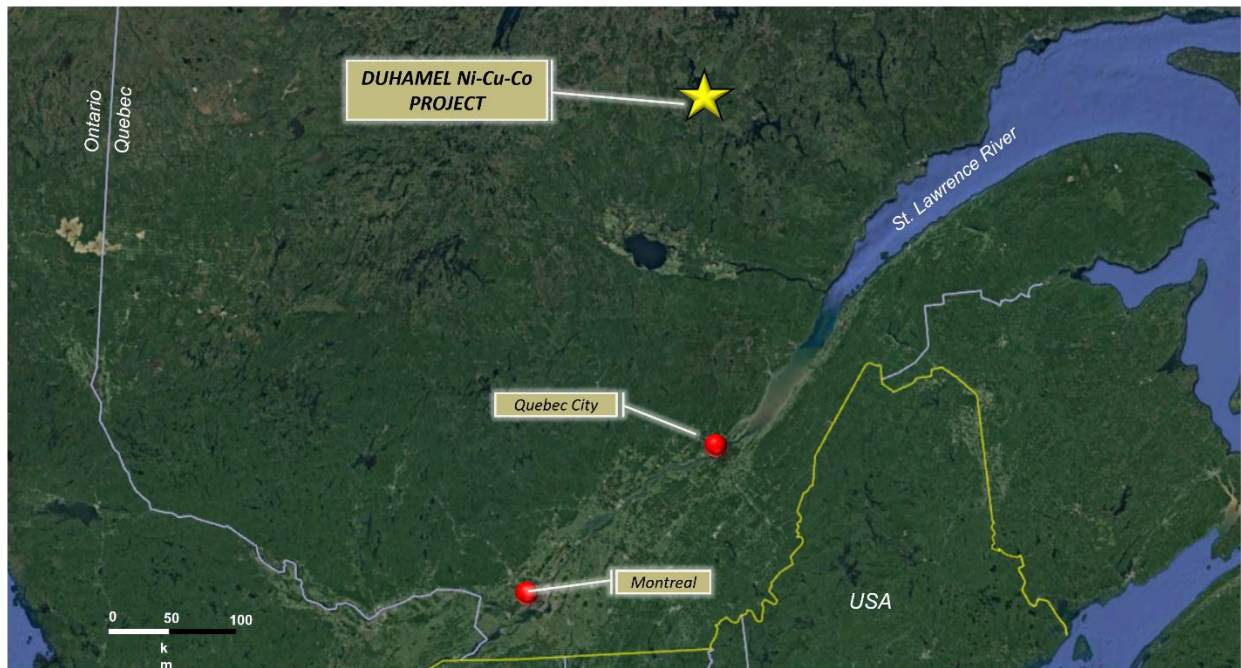 DUHAMEL Ni-Cu-Co
PROJECT
Ontario
Quebec
St. Lawrence River
Quebec City
Montreal
USA
0 50 100
k
m